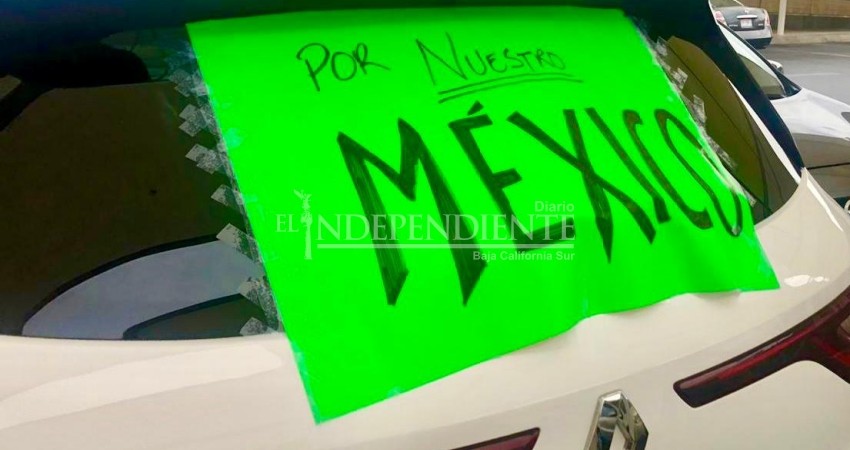 POR NUESTRO
MÉXICO
Diario
EL INDEPENDIENTE
Baja California Sur